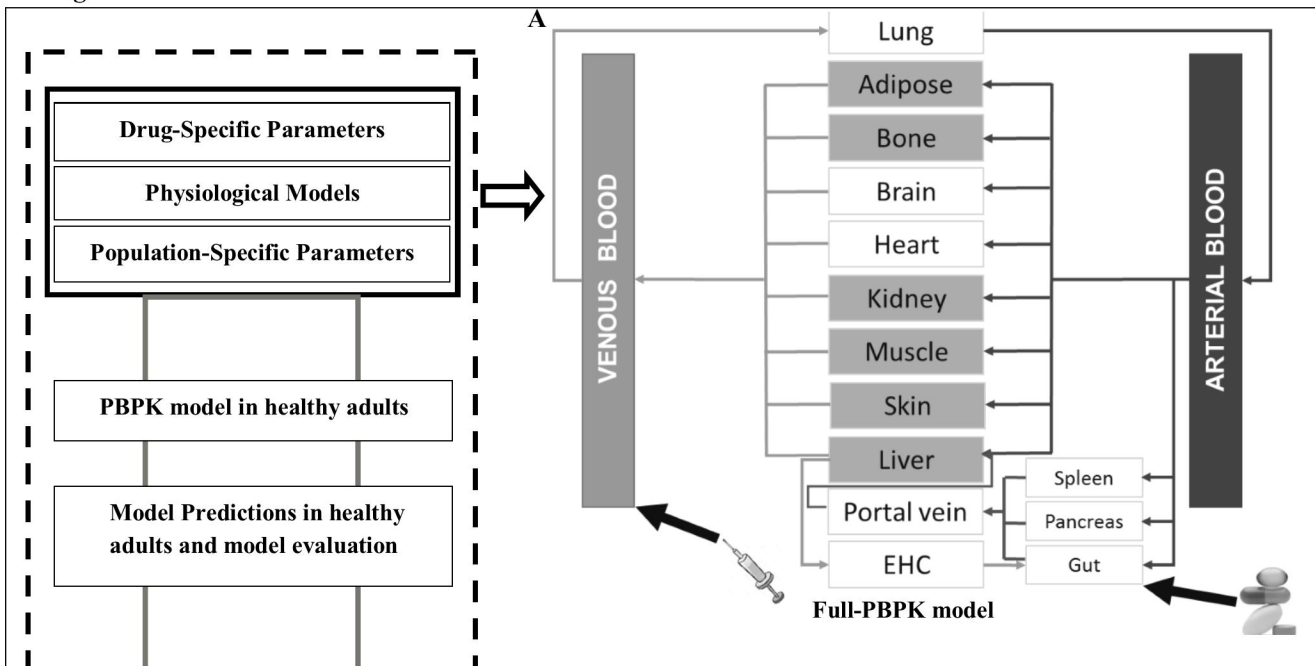 Drug-Specific Parameters
Physiological Models
Population-Specific Parameters
PBPK model in healthy adults
Model Predictions in healthy
adults and model evaluation
A
Lung
Adipose
Bone
Brain
Heart
Kidney
Muscle
Skin
Liver
Portal vein
EHC
Spleen
Pancreas
Gut
VENOUS BLOOD
ARTERIAL BLOOD
Full-PBPK model